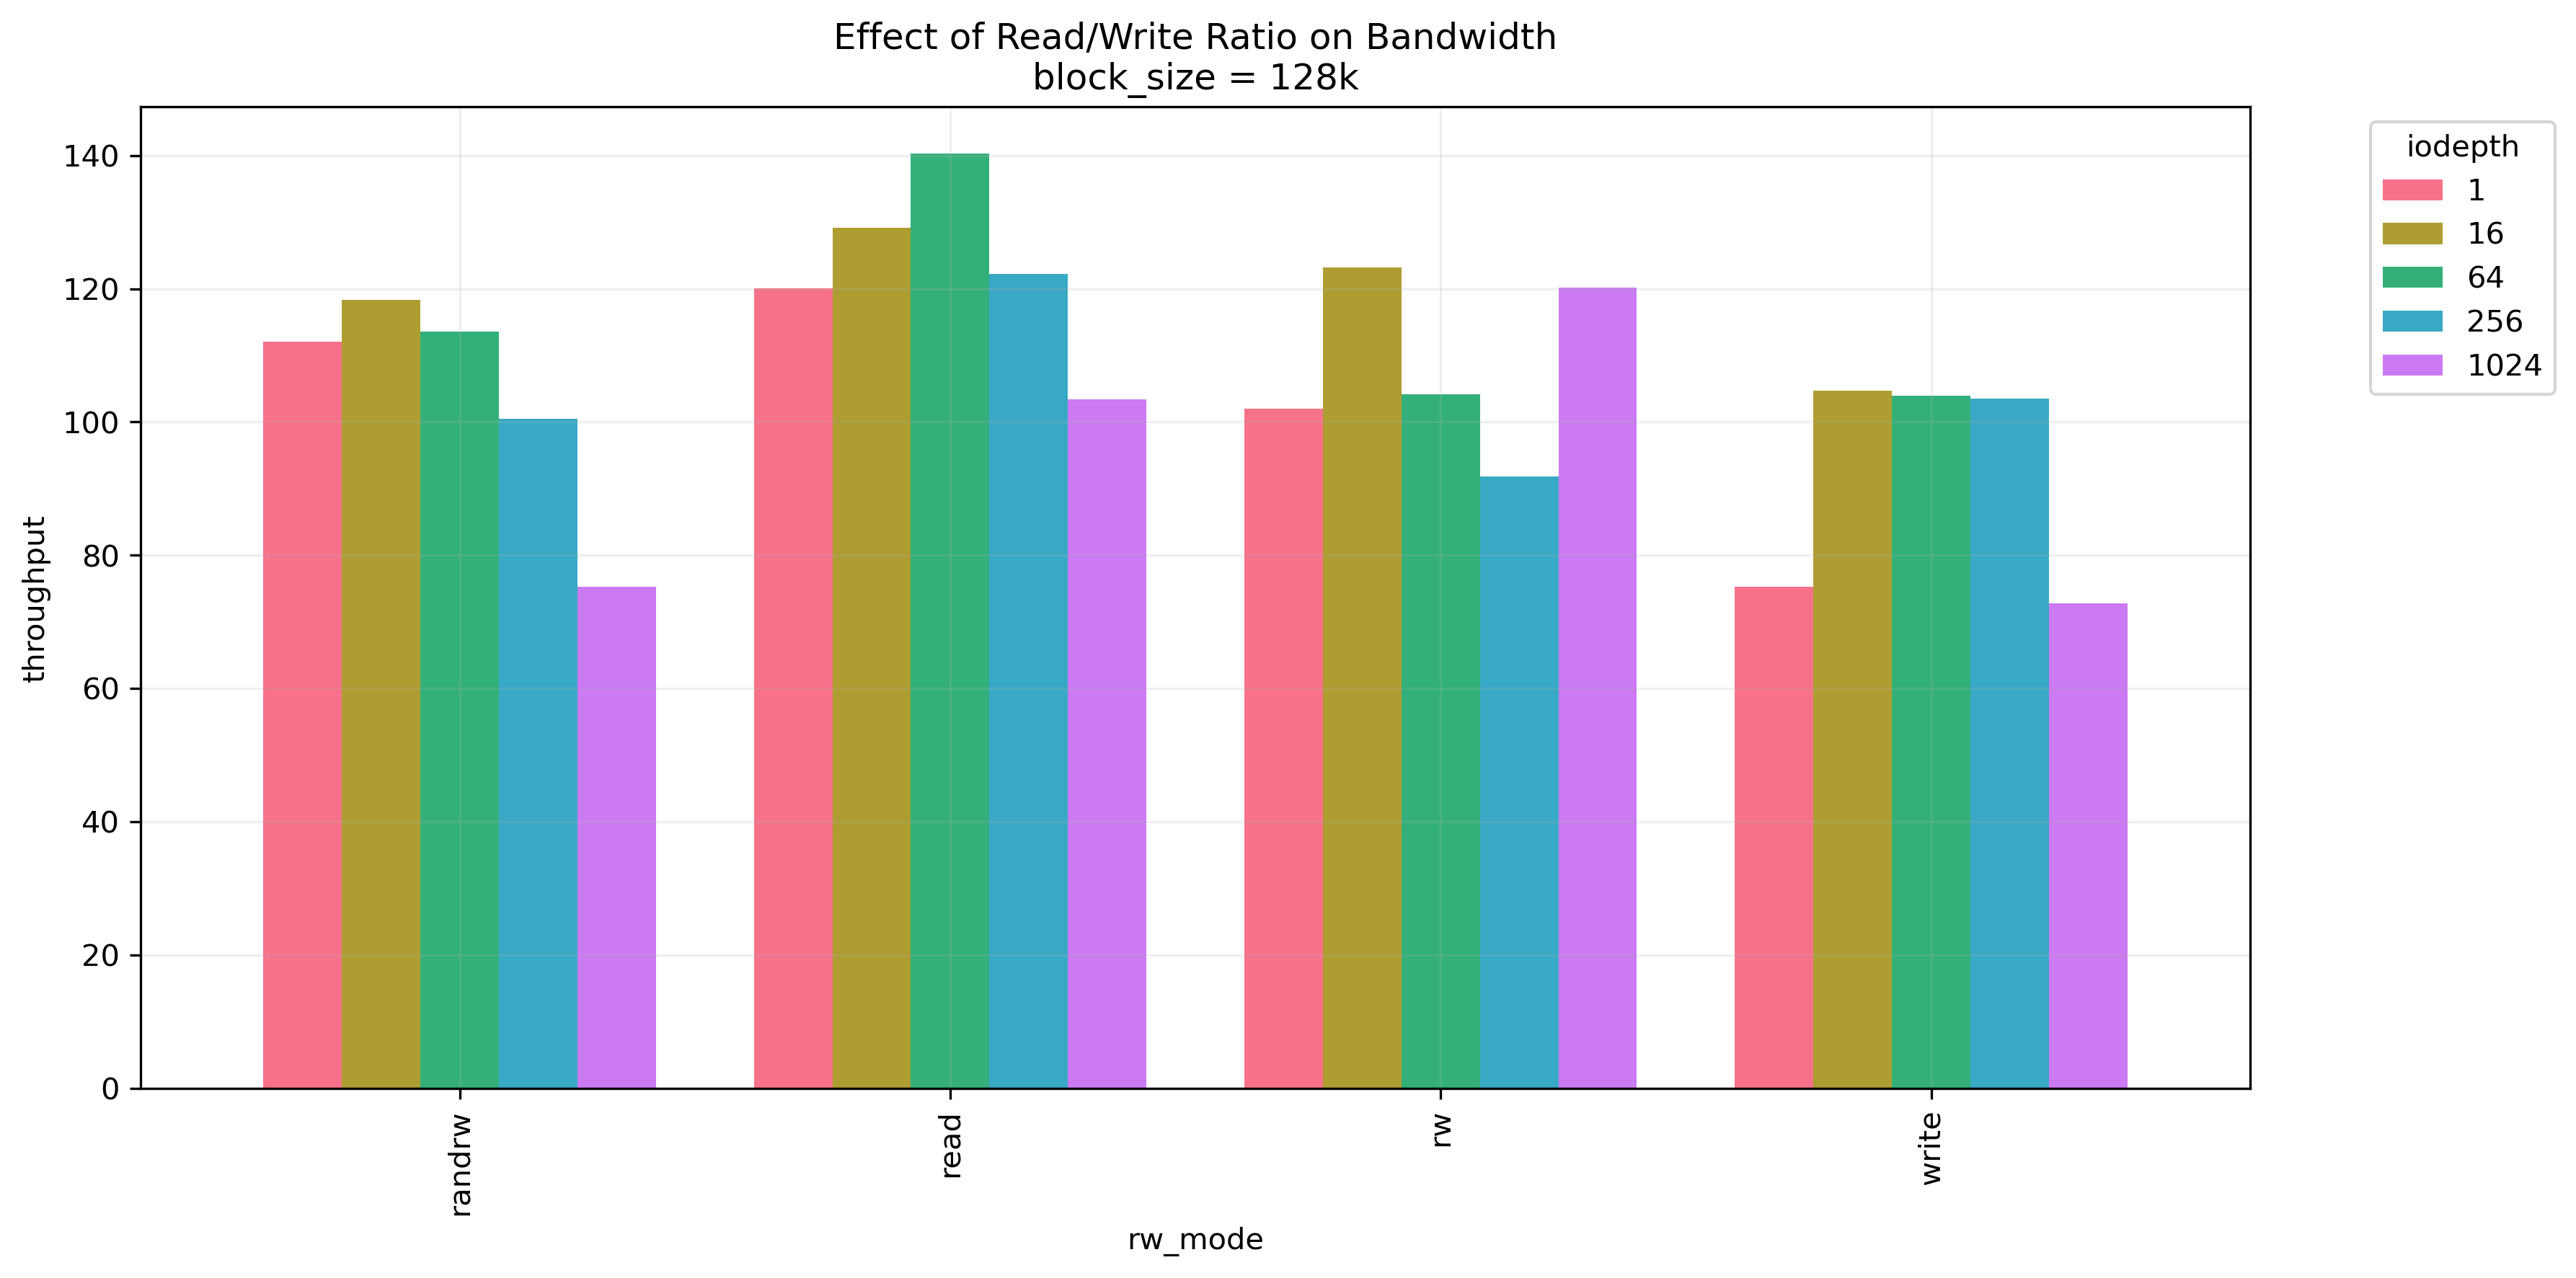 Effect of Read/Write Ratio on Bandwidth
block_size = 128k
throughput
140
120
100
80
60
40
20
0
randrw
read
rw
write
rw_mode
iodepth
1
16
64
256
1024